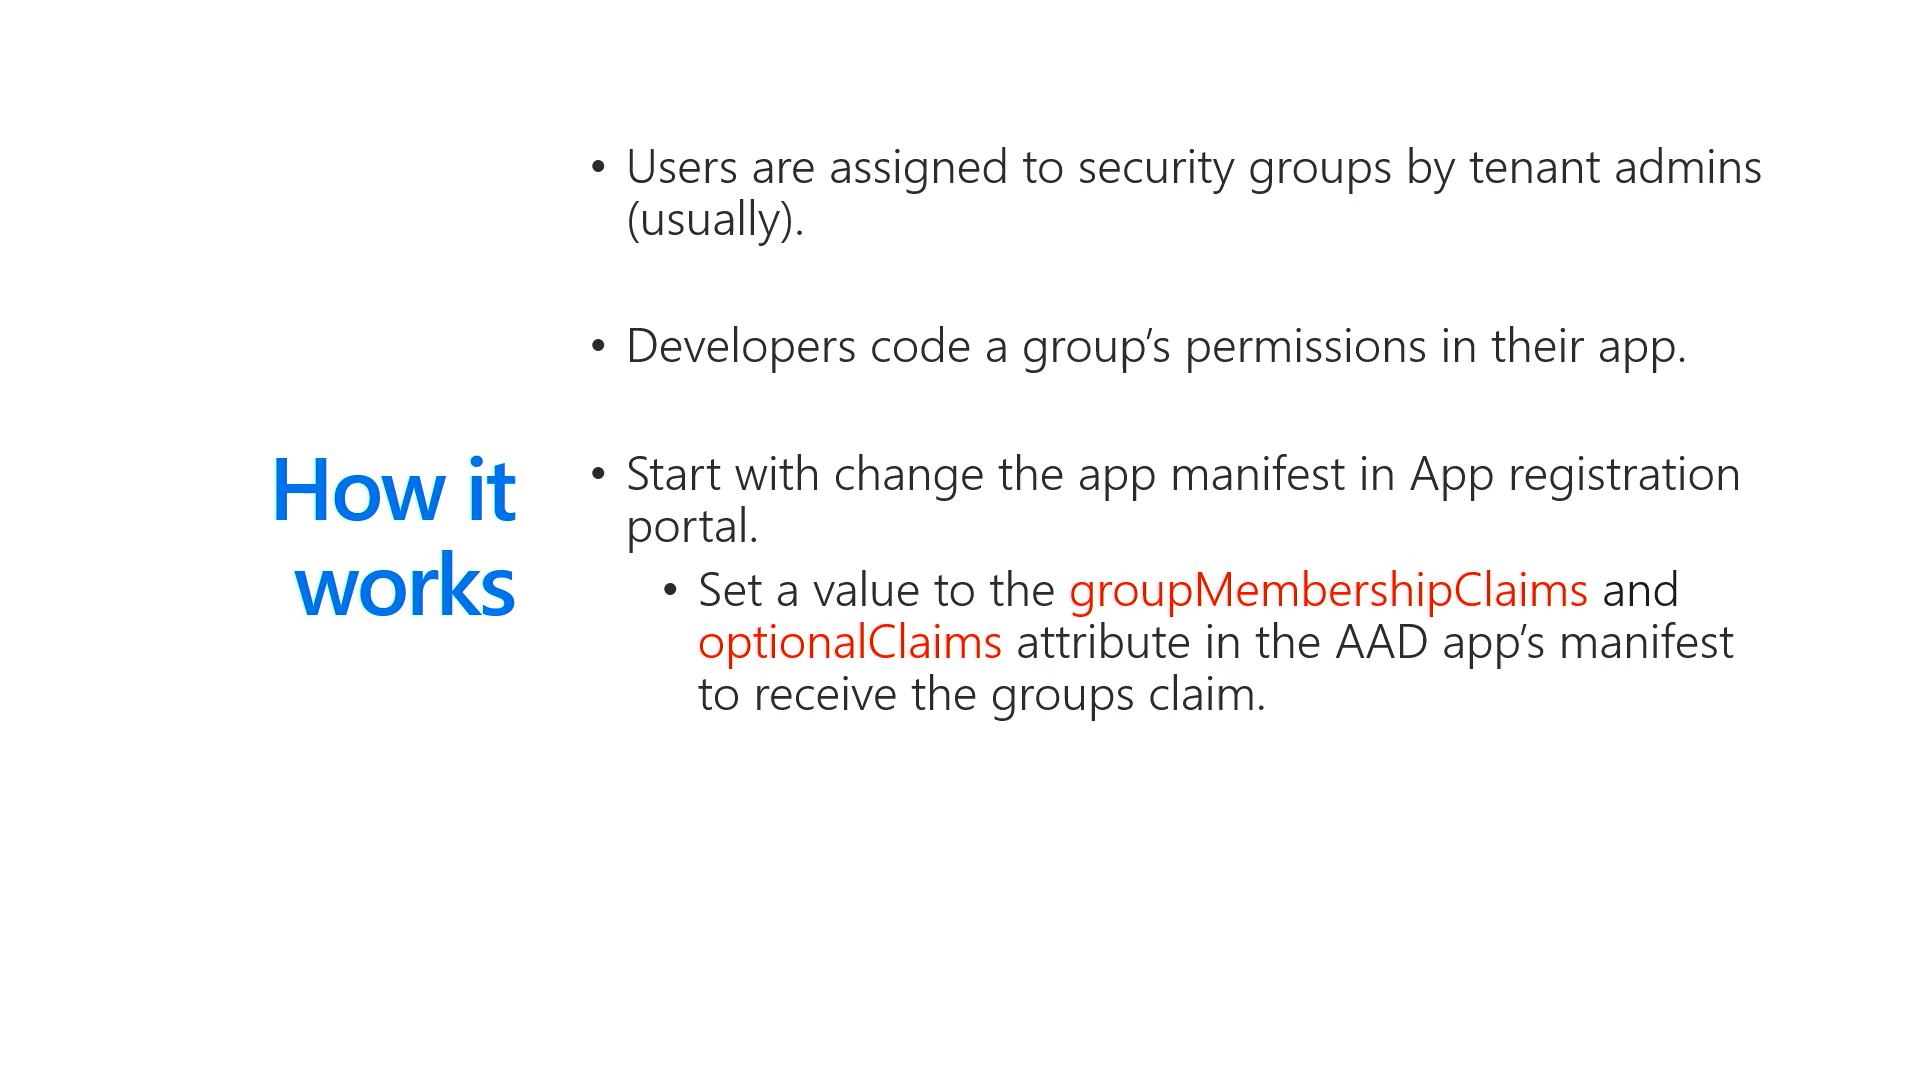 How it
works
• Users are assigned to security groups by tenant admins
(usually).
• Developers code a group’s permissions in their app.
• Start with change the app manifest in App registration
portal.
• Set a value to the groupMembershipClaims and
optionalClaims attribute in the AAD app’s manifest
to receive the groups claim.